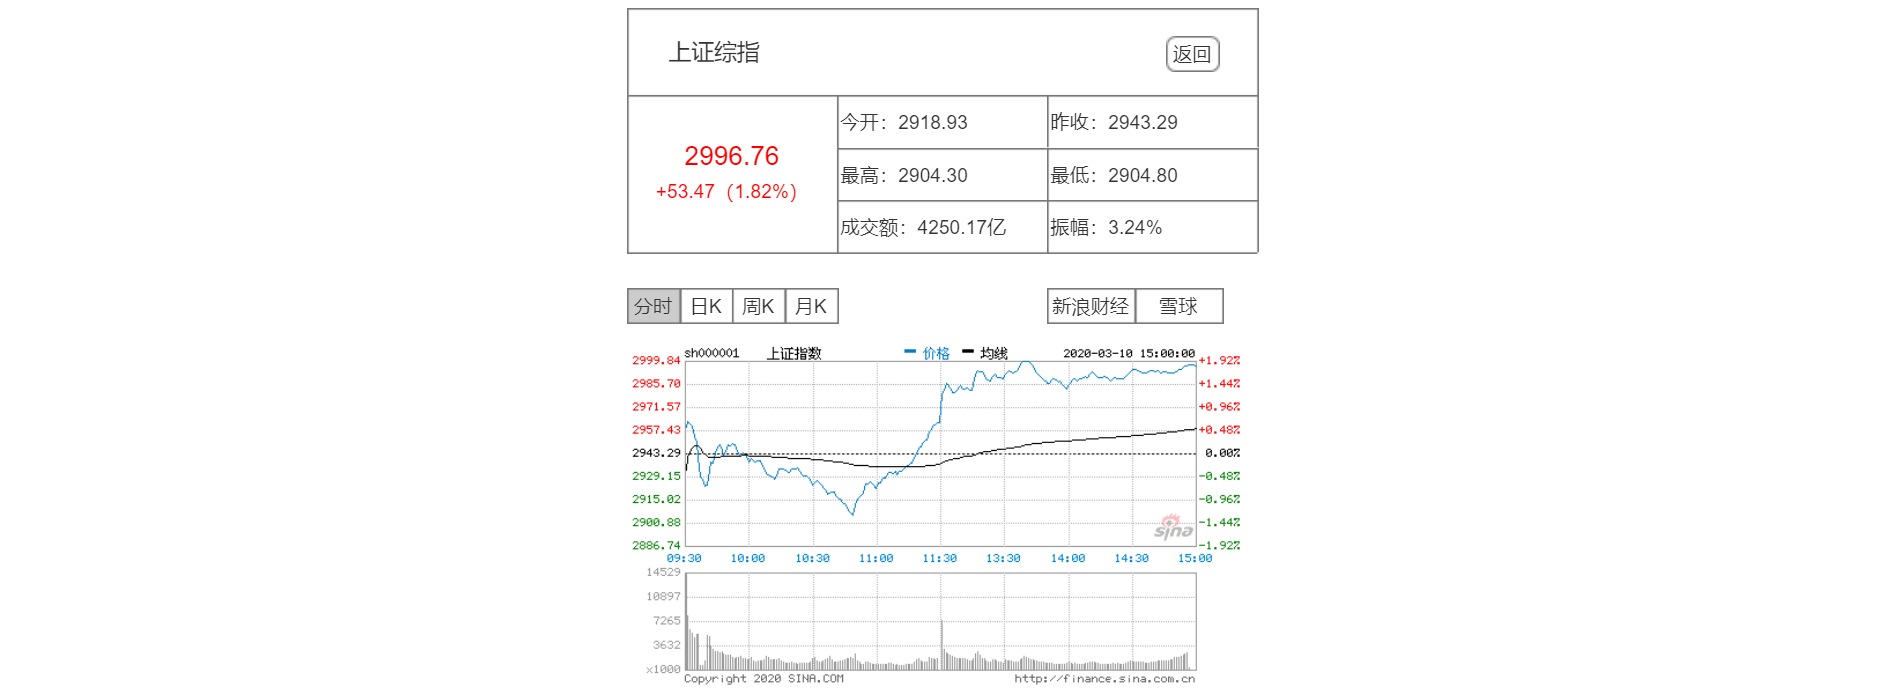 上证综指 返回
今开：2918.93 昨收：2943.29
2996.76
+53.47（1.82%）
最高：2904.30 最低：2904.80
成交额：4250.17亿 振幅：3.24%
分时 日K 周K 月K 新浪财经 雪球
sh000001 上证指数 价格 均线 2020-03-10 15:00:00
2999.84 +1.92%
2985.70 +1.44%
2971.57 +0.96%
2957.43 +0.48%
2943.29 0.00%
2929.15 -0.48%
2915.02 -0.96%
sina
2900.88 -1.44%
2886.74 -1.92%
09:30 10:00 10:30 11:00 11:30 13:30 14:00 14:30 15:00
14529
10897
7265
3632
x1000
Copyright 2020 SINA.COM http://finance.sina.com.cn